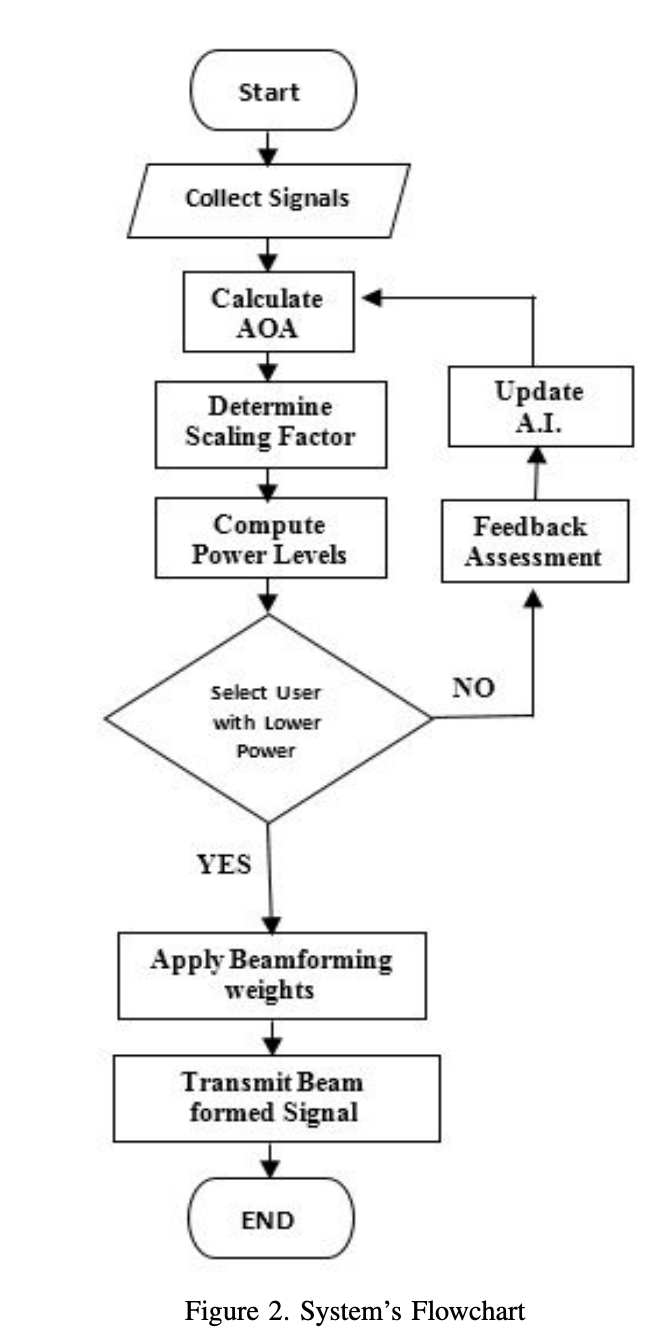 Start
Collect Signals
Calculate
AOA
Determine
Scaling Factor
Compute
Power Levels
Select User
with Lower
Power
NO
Feedback
Assessment
Update
A.I.
YES
Apply Beamforming
weights
Transmit Beam
formed Signal
END
Figure 2. System's Flowchart